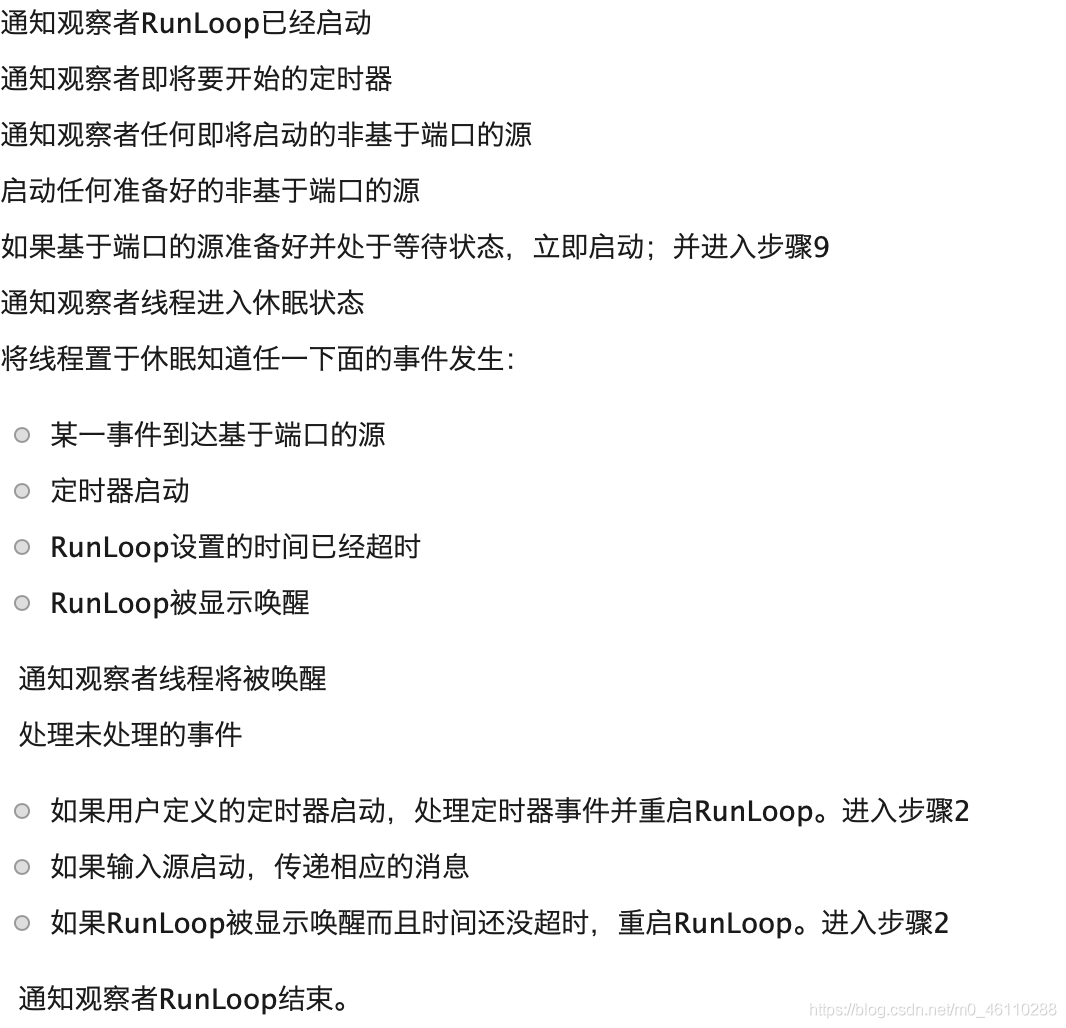 通知观察者RunLoop已经启动
通知观察者即将要开始的定时器
通知观察者任何即将启动的非基于端口的源
启动任何准备好的非基于端口的源
如果基于端口的源准备好并处于等待状态，立即启动；并进入步骤9
通知观察者线程进入休眠状态
将线程置于休眠知道任一下面的事件发生：
某一事件到达基于端口的源
定时器启动
RunLoop设置的时间已经超时
RunLoop被显示唤醒
通知观察者线程将被唤醒
处理未处理的事件
如果用户定义的定时器启动，处理定时器事件并重启RunLoop。进入步骤2
如果输入源启动，传递相应的消息
如果RunLoop被显示唤醒而且时间还没超时，重启RunLoop。进入步骤2
通知观察者RunLoop结束。
https://blog.csdn.net/m0_46110288